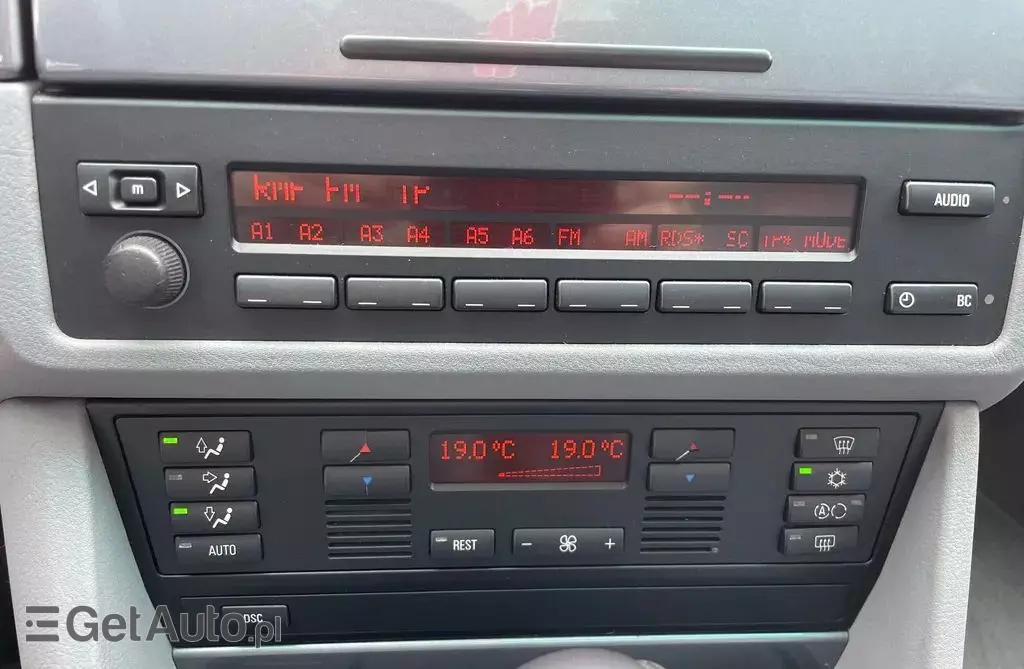 m
AUDIO
A1 A2 A3 A4 A5 A6 FM AM RDS* SC
BC
19.0°C 19.0°C
A
AUTO
REST
- +
DSC
GetAuto.pl